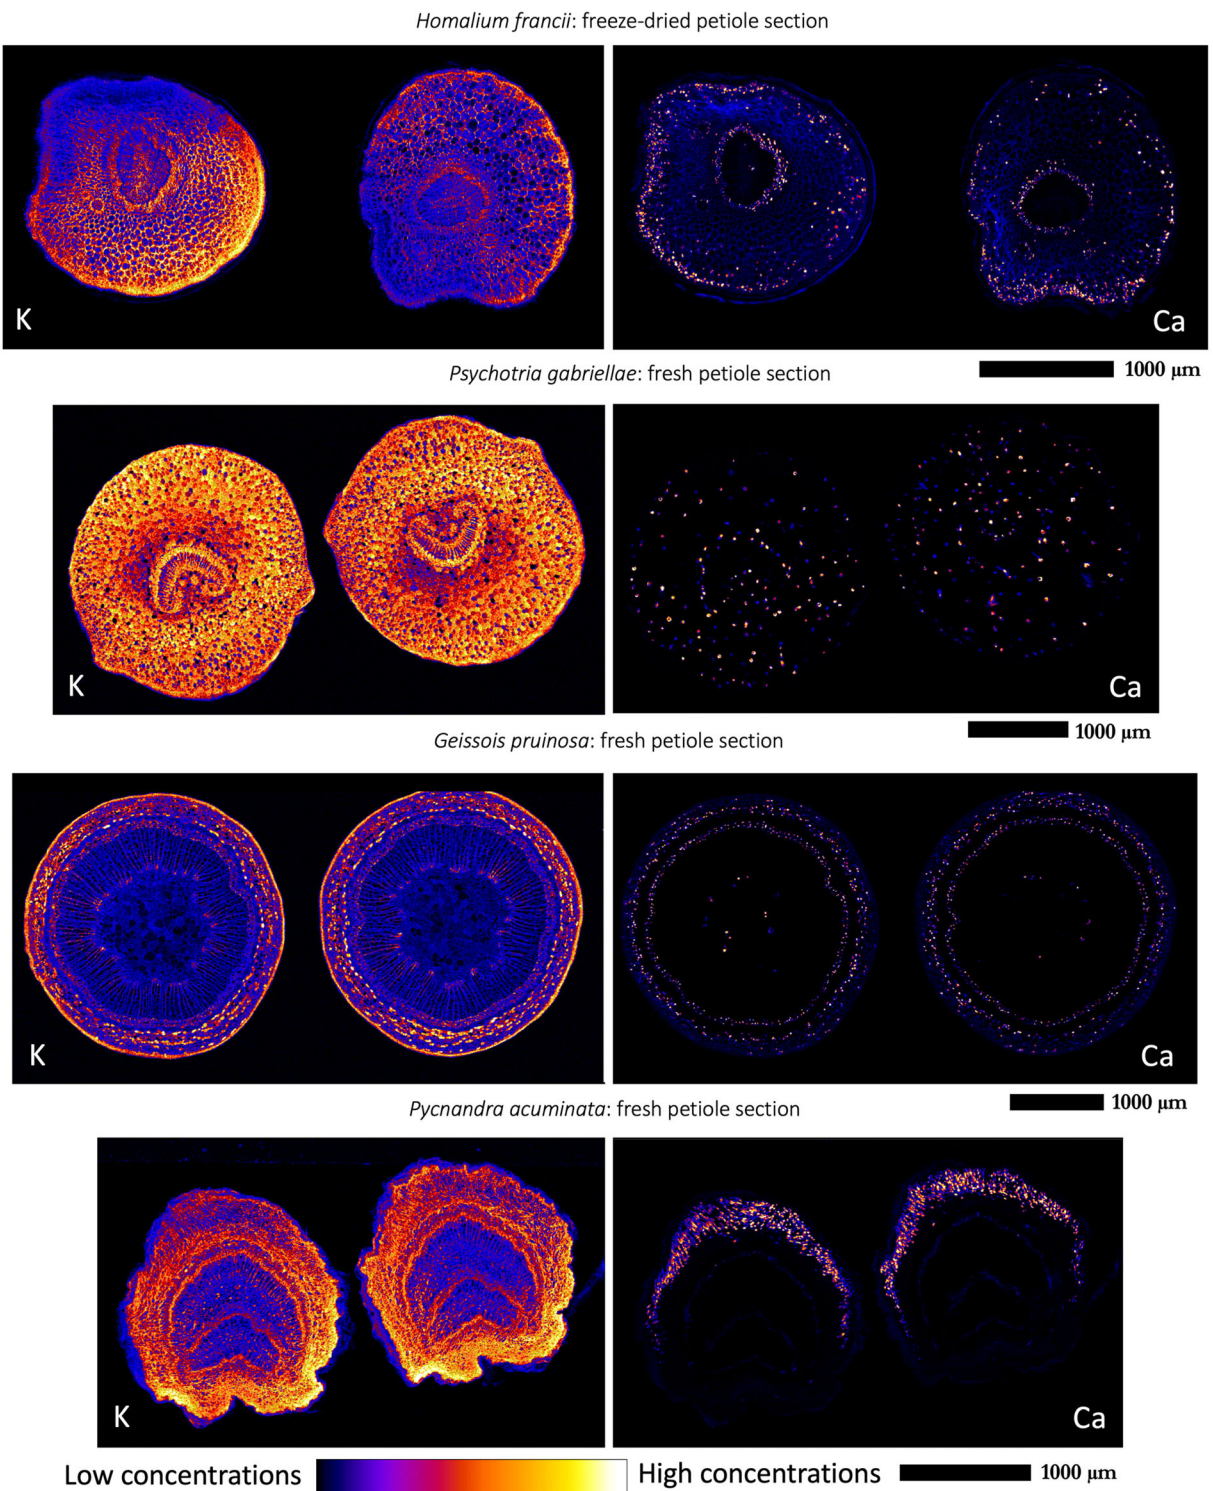 Homalium francii: freeze-dried petiole section
K
Ca
1000 µm
Psychotria gabriellae: fresh petiole section
K
Ca
1000 µm
Geissois pruinosa: fresh petiole section
K
Ca
1000 µm
Pycnandra acuminata: fresh petiole section
K
Ca
Low concentrations High concentrations 1000 µm